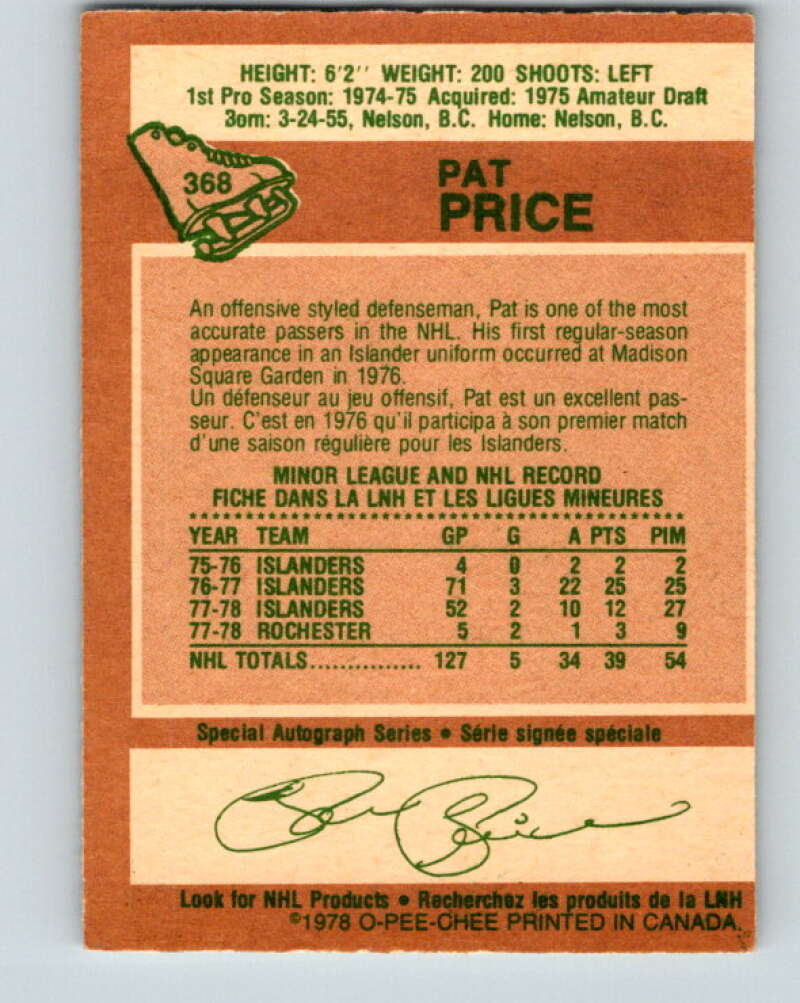 HEIGHT: 6'2'' WEIGHT: 200 SHOOTS: LEFT
1st Pro Season: 1974-75 Acquired: 1975 Amateur Draft
3om: 3-24-55, Nelson, B.C. Home: Nelson, B.C.
368
PAT
PRICE
An offensive styled defenseman, Pat is one of the most
accurate passers in the NHL. His first regular-season
appearance in an Islander uniform occurred at Madison
Square Garden in 1976.
Un défenseur au jeu offensif, Pat est un excellent pas-
seur. C'est en 1976 qu'il participa à son premier match
d'une saison régulière pour les Islanders.
MINOR LEAGUE AND NHL RECORD
FICHE DANS LA LNH ET LES LIGUES MINEURES
YEAR TEAM GP G A PTS PIM
75-76 ISLANDERS 4 0 2 2 2
76-77 ISLANDERS 71 3 22 25 25
77-78 ISLANDERS 52 2 10 12 27
77-78 ROCHESTER 5 2 1 3 9
NHL TOTALS............... 127 5 34 39 54
Special Autograph Series • Série signée spéciale
Pat Price
Look for NHL Products • Recherchez les produits de la LNH
©1978 O-PEE-CHEE PRINTED IN CANADA.